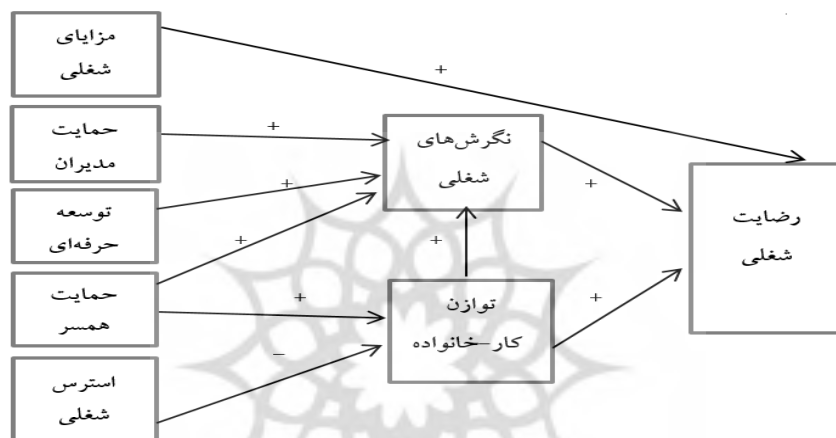 مزایای
شغلی
+
حمایت
مدیران
+
نگرش‌های
شغلی
+
توسعه
حرفه‌ای
+
رضایت
شغلی
+
+
حمایت
همسر
+
توازن
کار-خانواده
+
استرس
شغلی
–